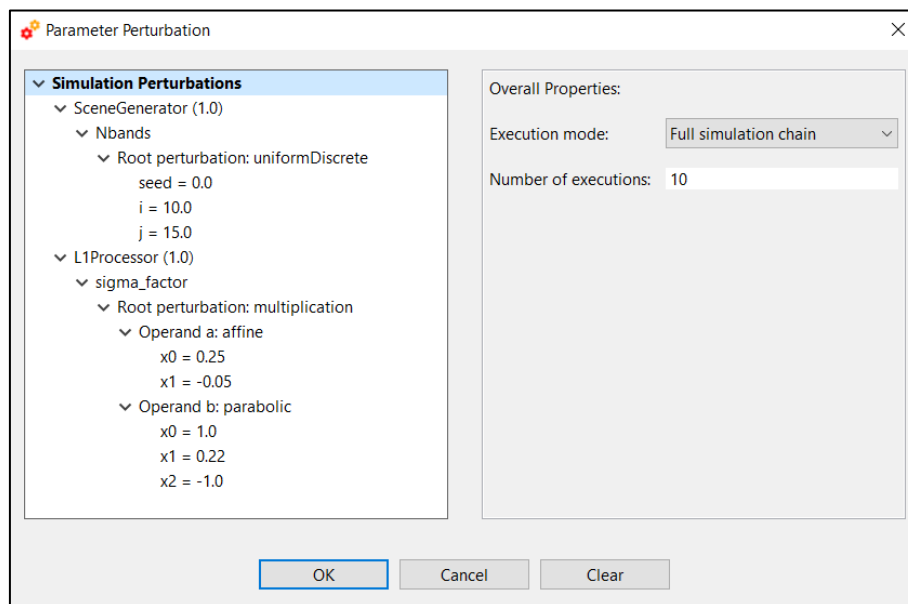 Parameter Perturbation
Simulation Perturbations
SceneGenerator (1.0)
Nbands
Root perturbation: uniformDiscrete
seed = 0.0
i = 10.0
j = 15.0
L1Processor (1.0)
sigma_factor
Root perturbation: multiplication
Operand a: affine
x0 = 0.25
x1 = -0.05
Operand b: parabolic
x0 = 1.0
x1 = 0.22
x2 = -1.0
Overall Properties:
Execution mode: Full simulation chain
Number of executions: 10
OK Cancel Clear